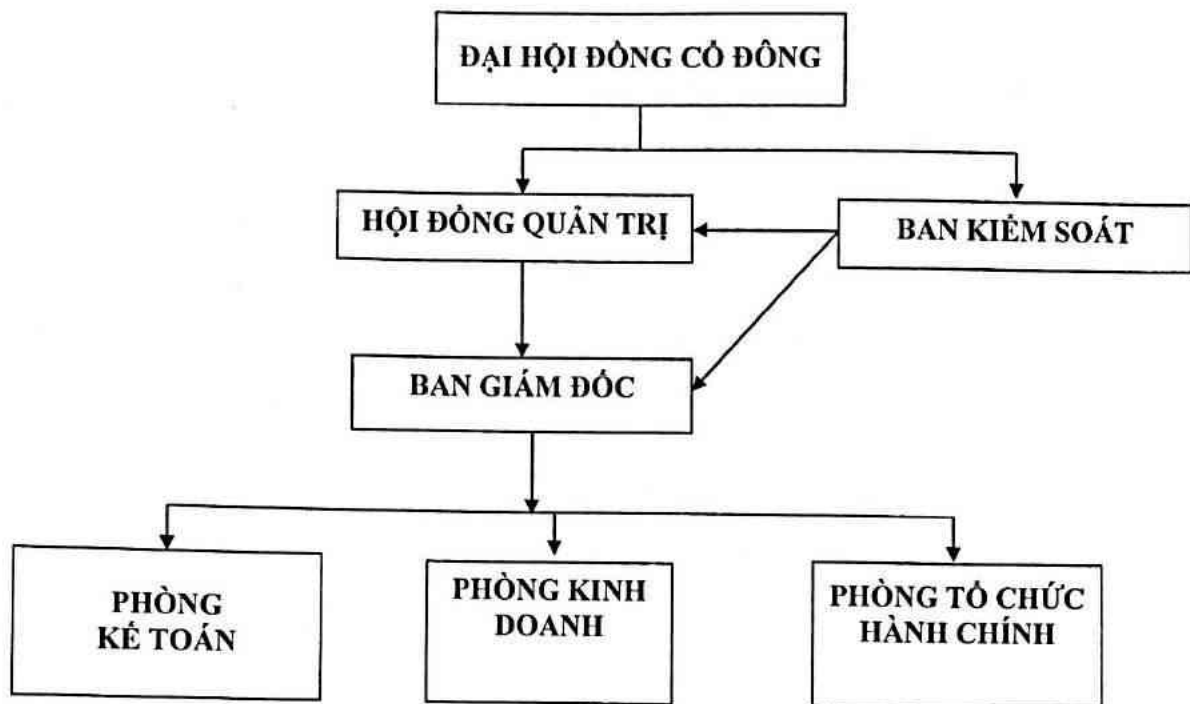 ĐẠI HỘI ĐỒNG CỔ ĐÔNG
HỘI ĐỒNG QUẢN TRỊ
BAN KIỂM SOÁT
BAN GIÁM ĐỐC
PHÒNG
KẾ TOÁN
PHÒNG KINH
DOANH
PHÒNG TỔ CHỨC
HÀNH CHÍNH